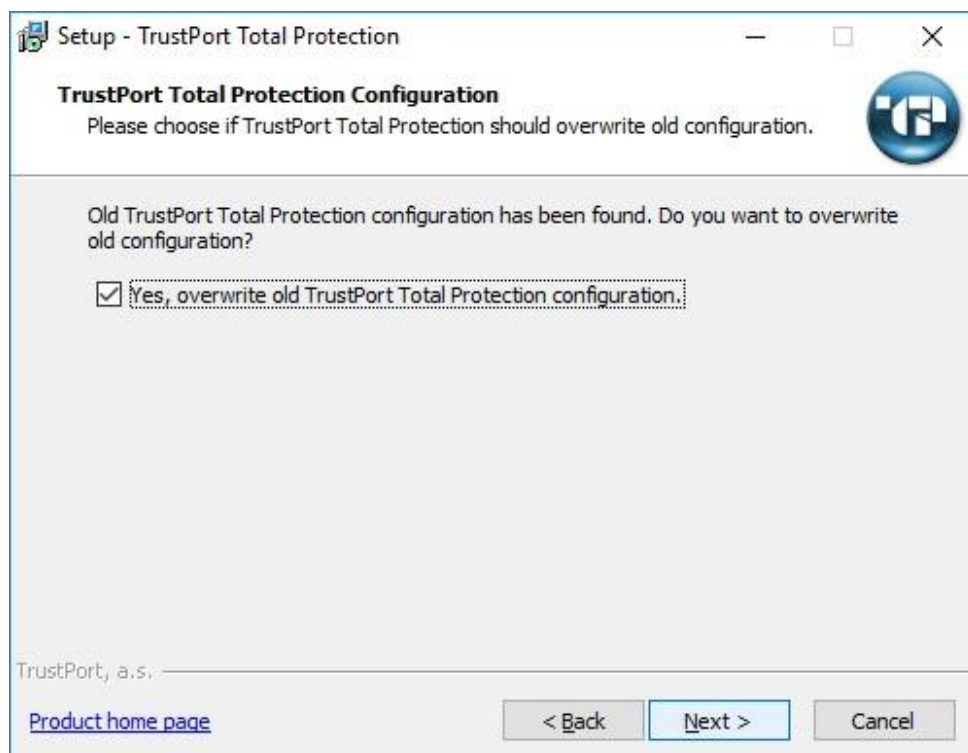 Setup - TrustPort Total Protection
TrustPort Total Protection Configuration
Please choose if TrustPort Total Protection should overwrite old configuration.
Old TrustPort Total Protection configuration has been found. Do you want to overwrite
old configuration?
Yes, overwrite old TrustPort Total Protection configuration.
TrustPort, a.s.
Product home page
< Back
Next >
Cancel